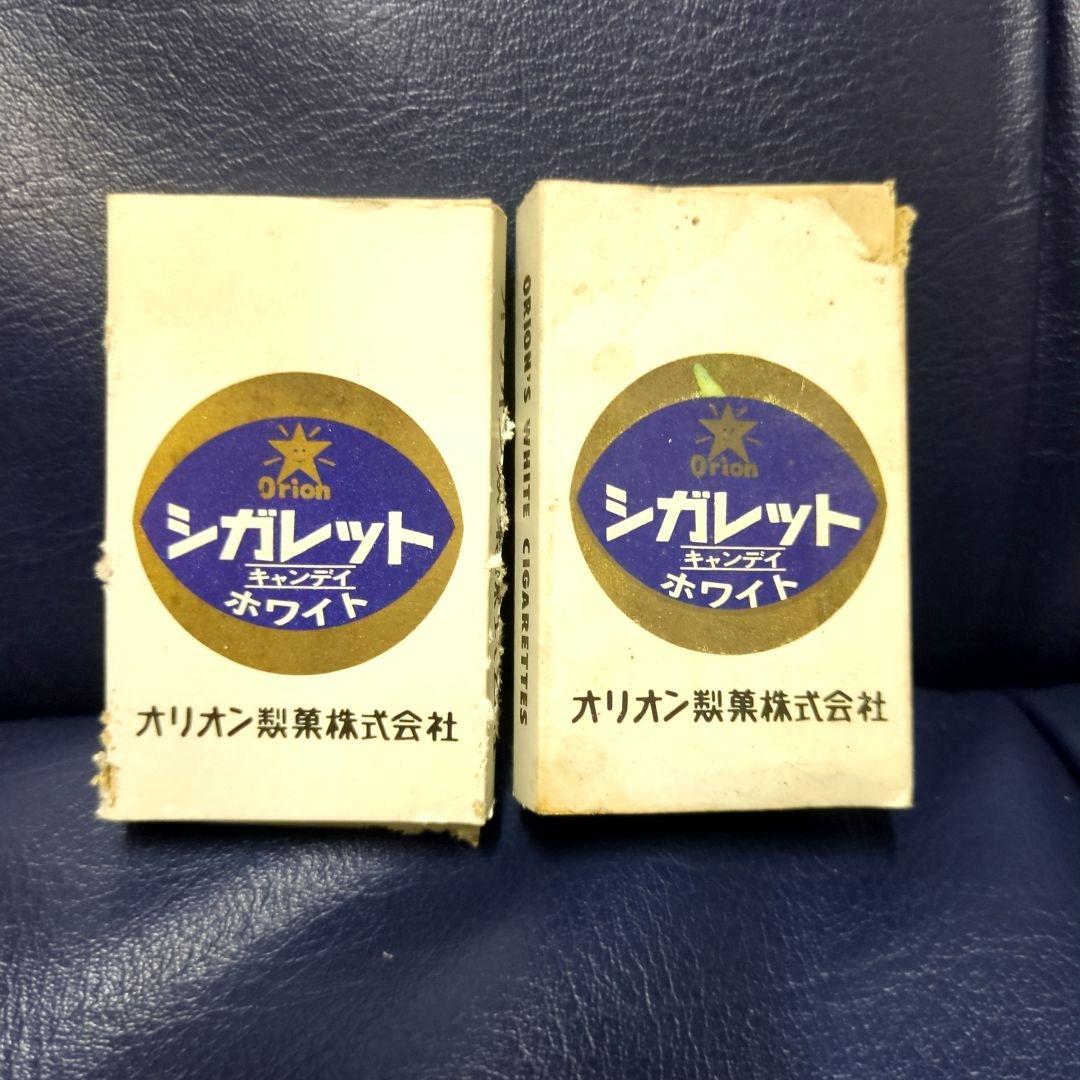 Orion
シガレット
キャンデイ
ホワイト
オリオン製菓株式会社
ORION'S WHITE CIGARETTES
Orion
シガレット
キャンデイ
ホワイト
オリオン製菓株式会社